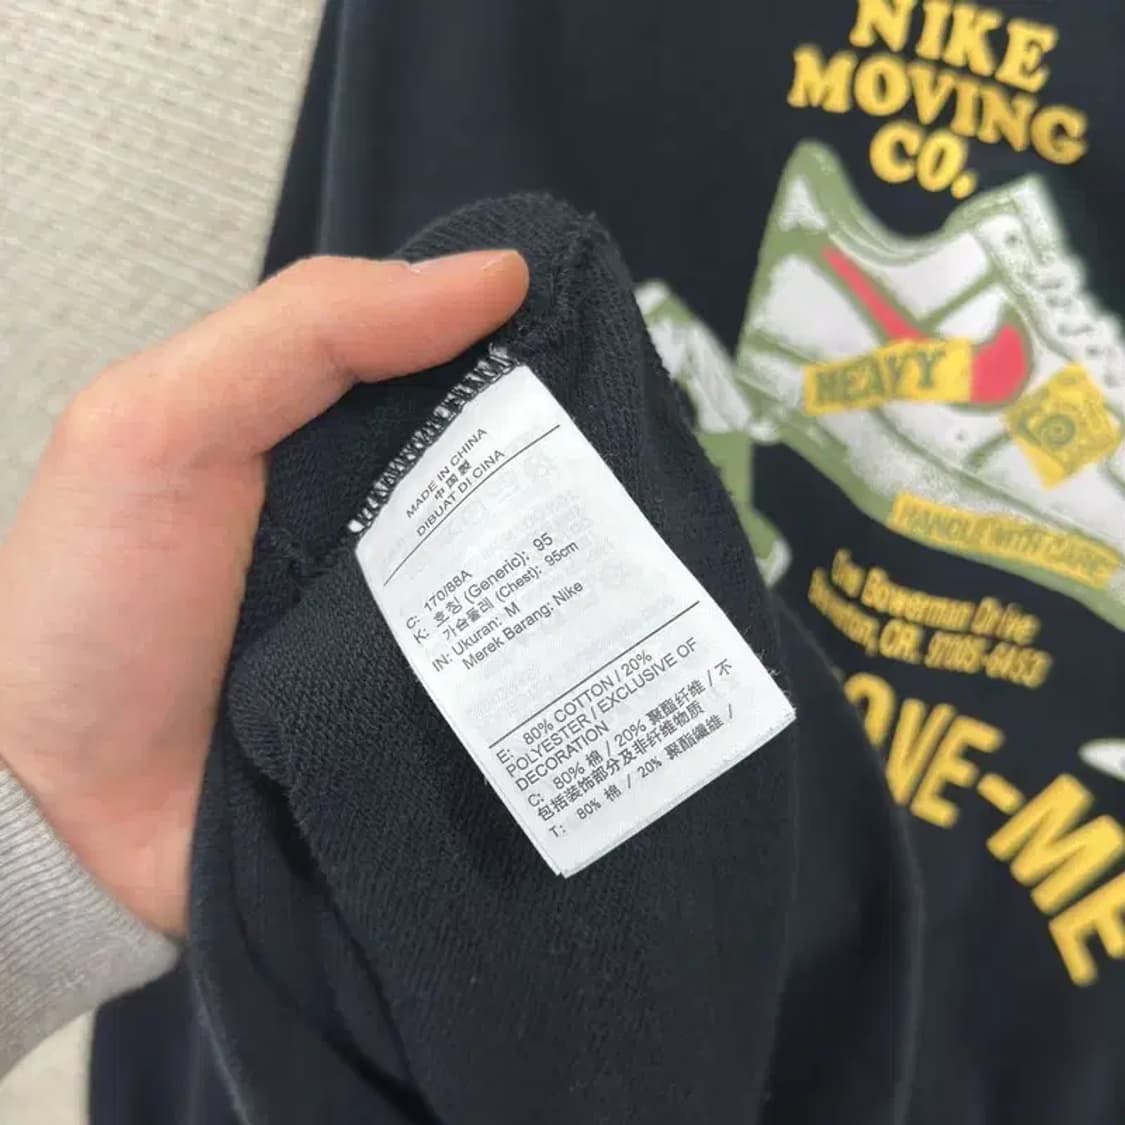 NIKE
MOVING
CO.
HEAVY
HANDLE WITH CARE
Bowerman Drive
OR. 97005-6453
VE-ME
MADE IN CHINA
中国製
DIBUAT DI CINA
C: 170/88A
K: 호칭 (Generic): 95
가슴둘레 (Chest): 95cm
IN: Ukuran: M
Merek Barang: Nike
E: 80% COTTON / 20%
POLYESTER / EXCLUSIVE OF
DECORATION
C: 80% 棉 / 20% 聚酯纤维 / 不
包括装饰部分及非纤维物质
T: 80% 棉 / 20% 聚酯纖維 /